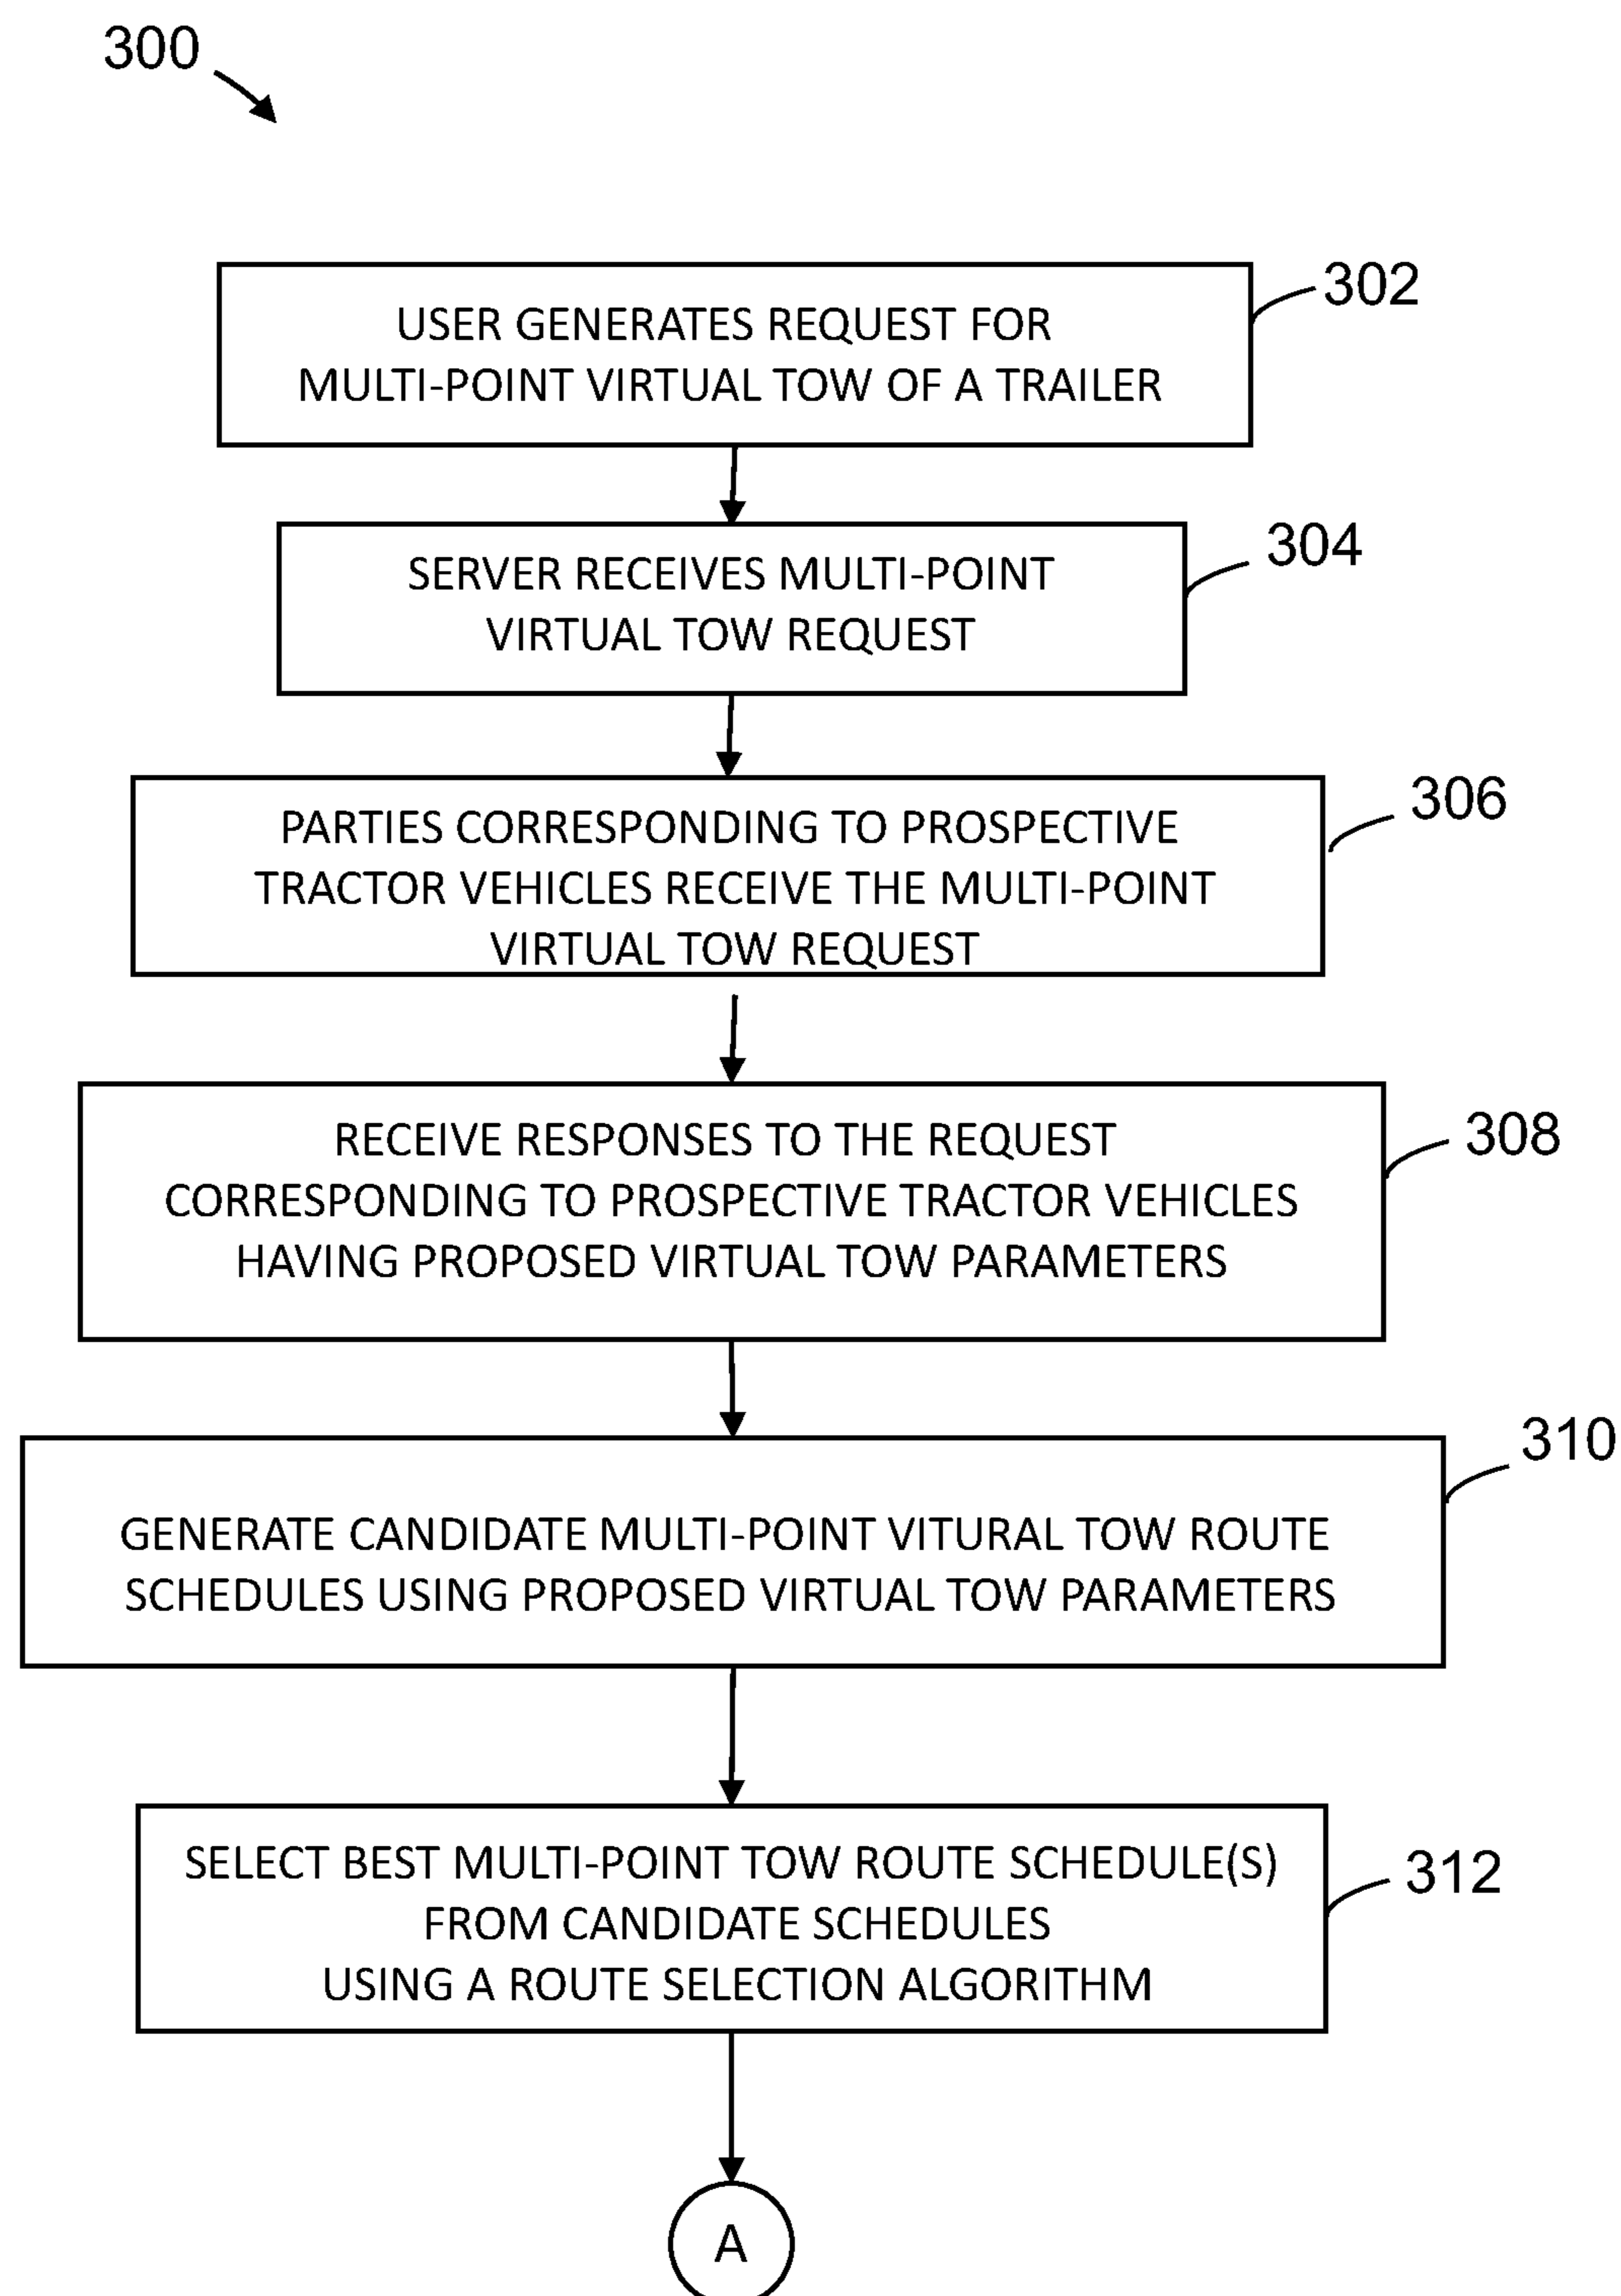 300
USER GENERATES REQUEST FOR
MULTI-POINT VIRTUAL TOW OF A TRAILER
302
SERVER RECEIVES MULTI-POINT
VIRTUAL TOW REQUEST
304
PARTIES CORRESPONDING TO PROSPECTIVE
TRACTOR VEHICLES RECEIVE THE MULTI-POINT
VIRTUAL TOW REQUEST
306
RECEIVE RESPONSES TO THE REQUEST
CORRESPONDING TO PROSPECTIVE TRACTOR VEHICLES
HAVING PROPOSED VIRTUAL TOW PARAMETERS
308
GENERATE CANDIDATE MULTI-POINT VITURAL TOW ROUTE
SCHEDULES USING PROPOSED VIRTUAL TOW PARAMETERS
310
SELECT BEST MULTI-POINT TOW ROUTE SCHEDULE(S)
FROM CANDIDATE SCHEDULES
USING A ROUTE SELECTION ALGORITHM
312
A